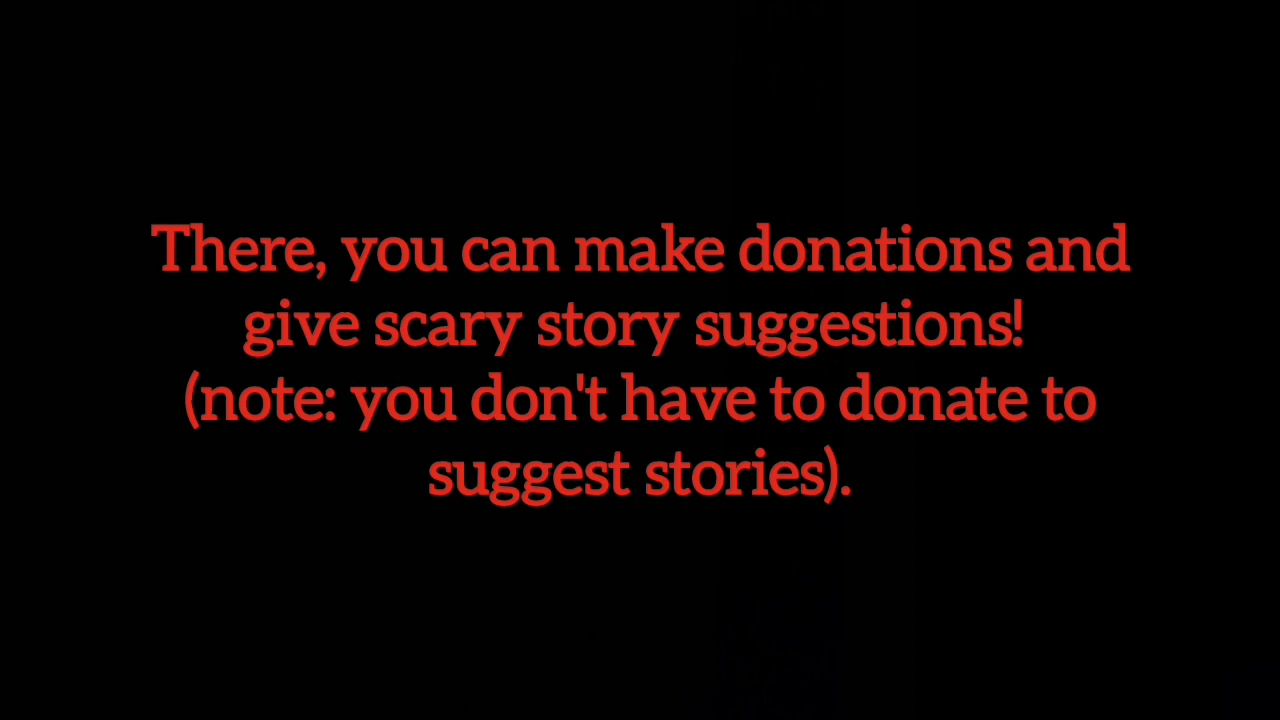 There, you can make donations and
give scary story suggestions!
(note: you don't have to donate to
suggest stories).